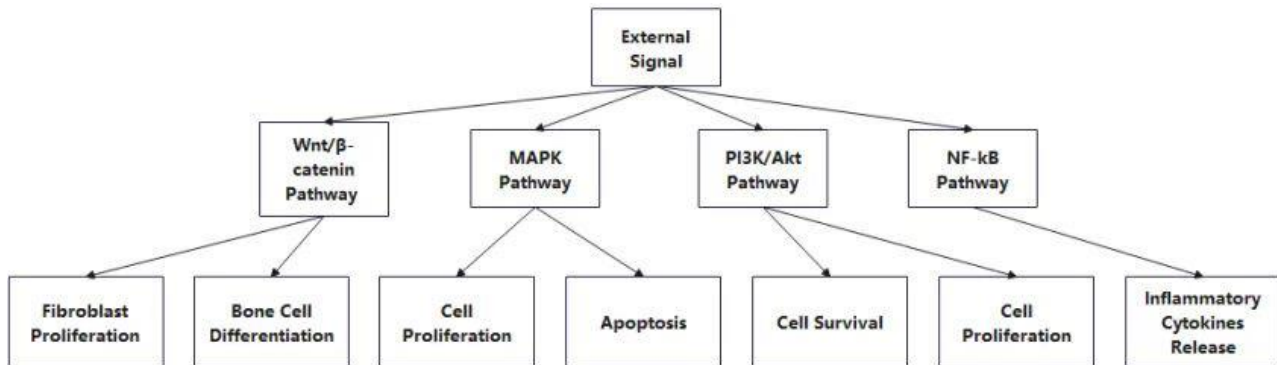 External
Signal
Wnt/β-
catenin
Pathway
MAPK
Pathway
PI3K/Akt
Pathway
NF-kB
Pathway
Fibroblast
Proliferation
Bone Cell
Differentiation
Cell
Proliferation
Apoptosis
Cell Survival
Cell
Proliferation
Inflammatory
Cytokines
Release